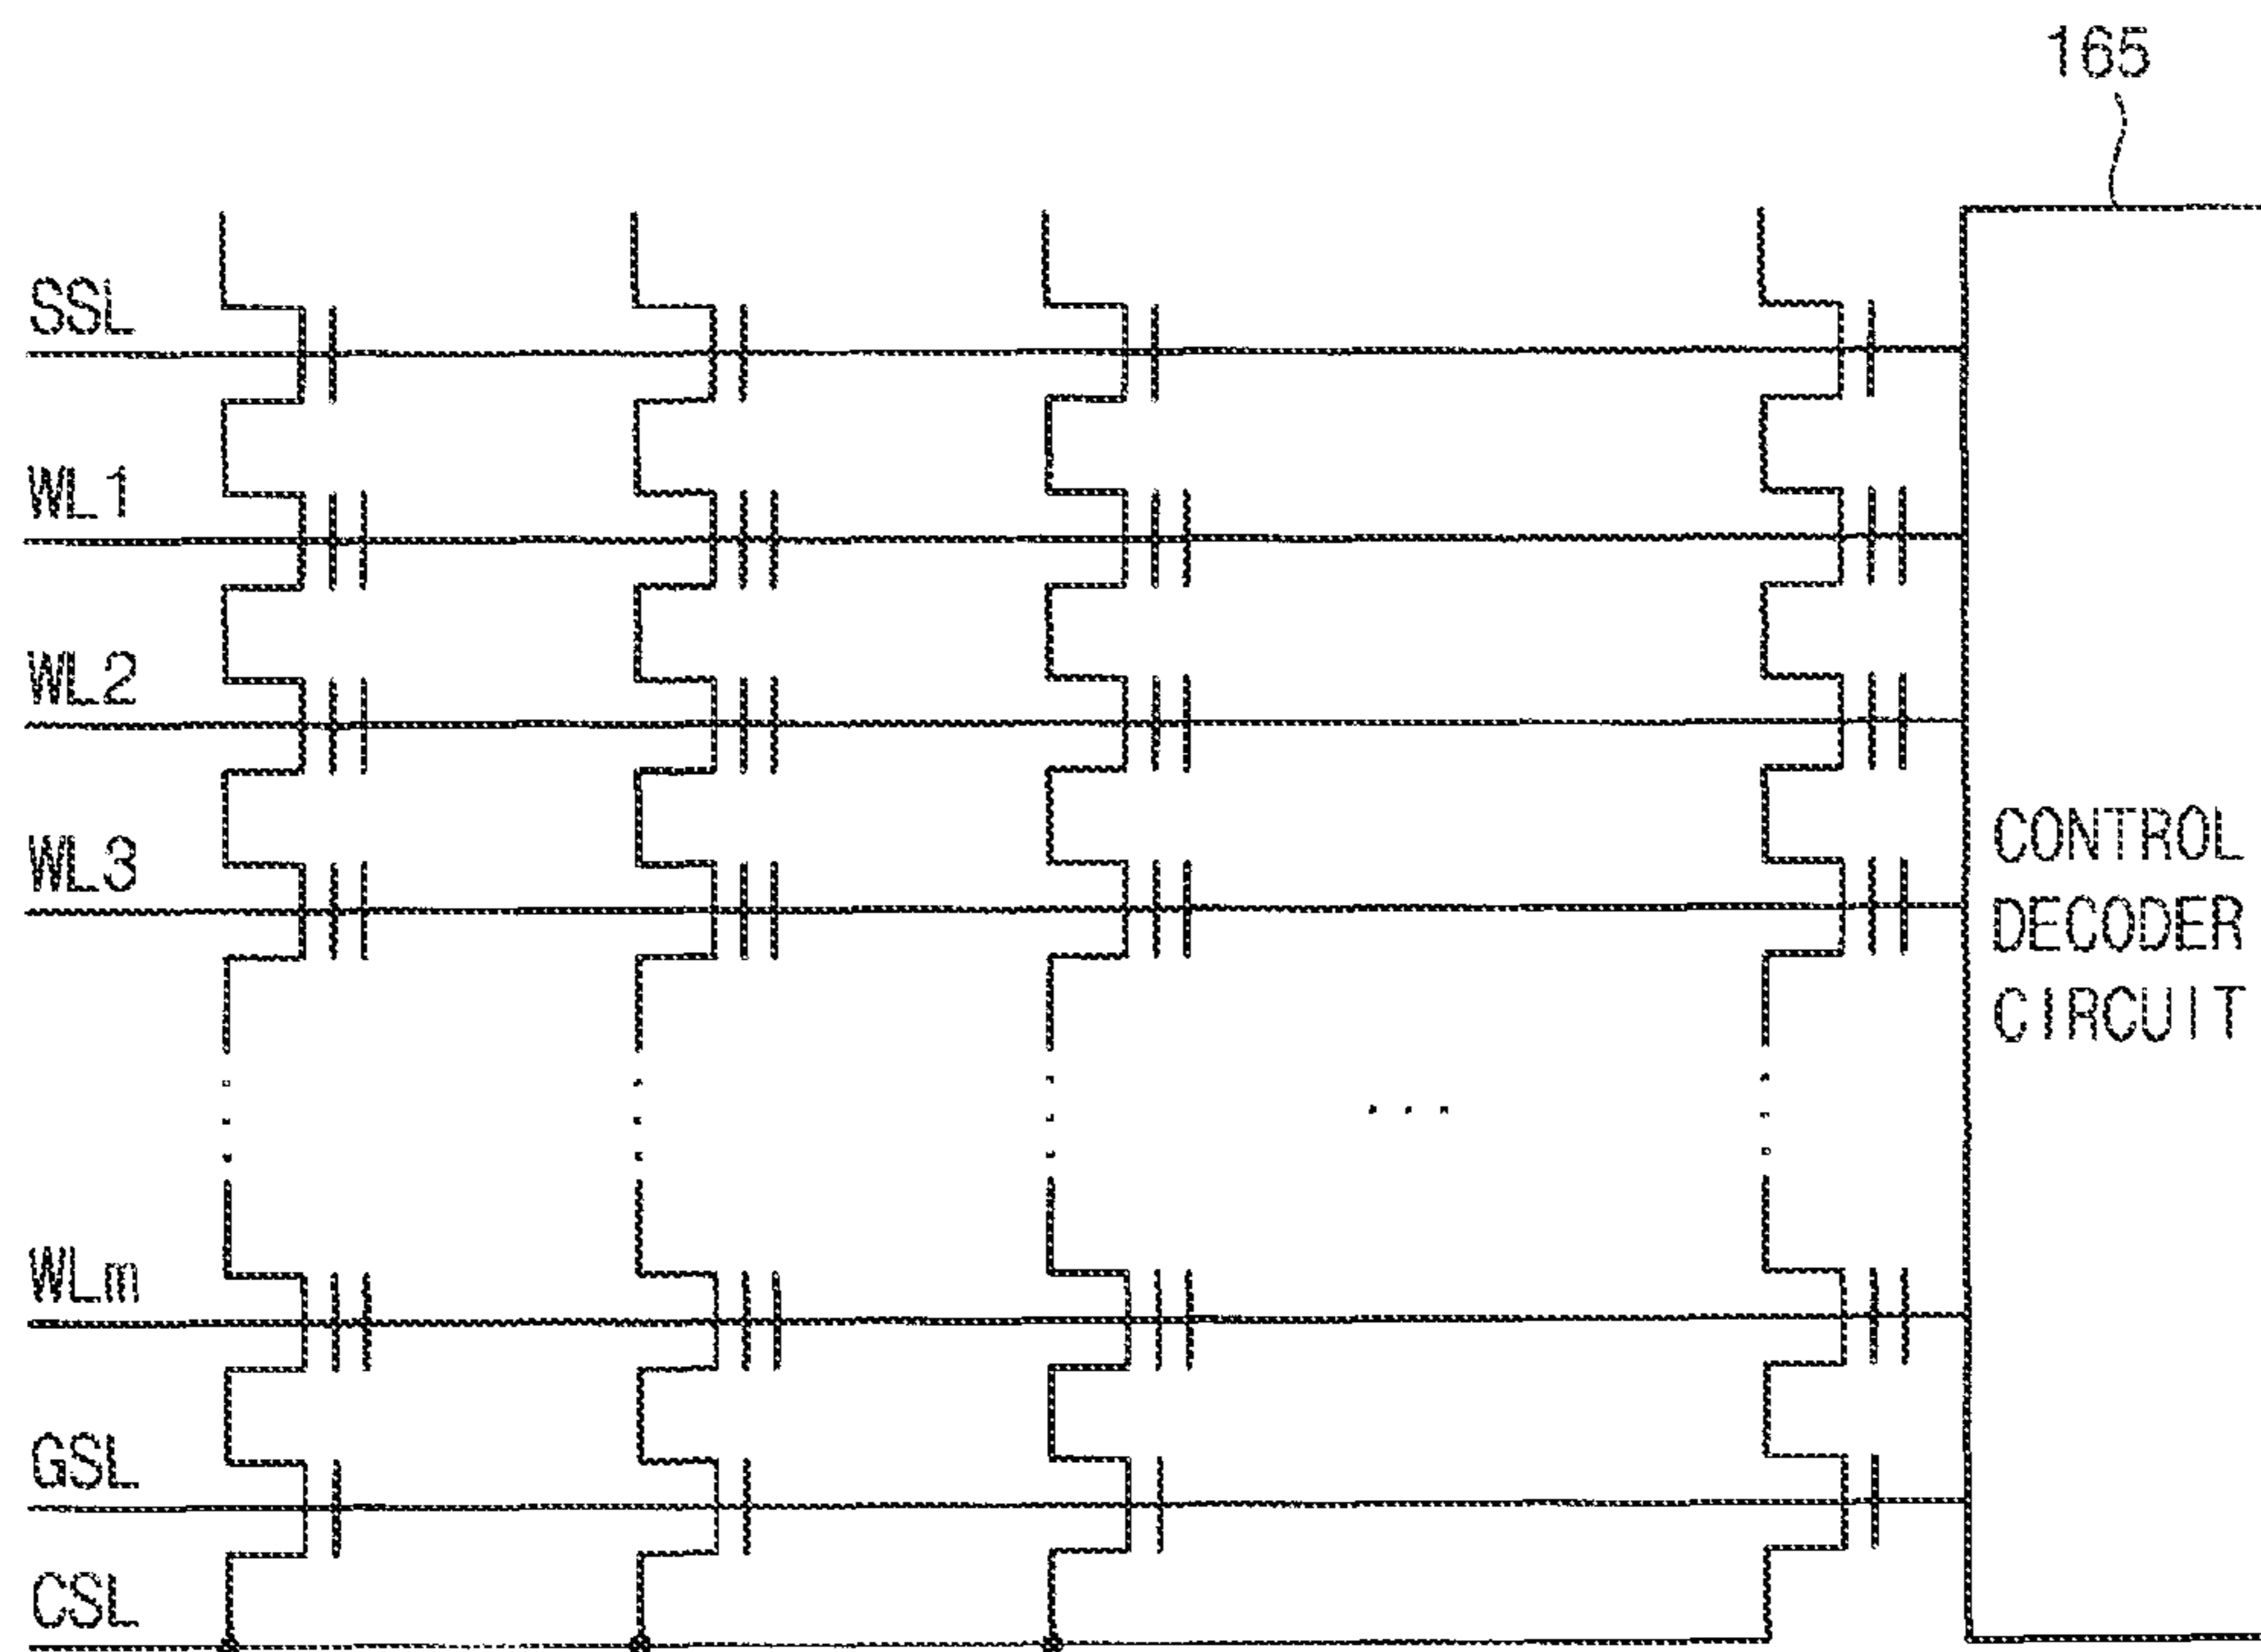 165
SSL
WL1
WL2
WL3
CONTROL
DECODER
CIRCUIT
WLm
GSL
CSL